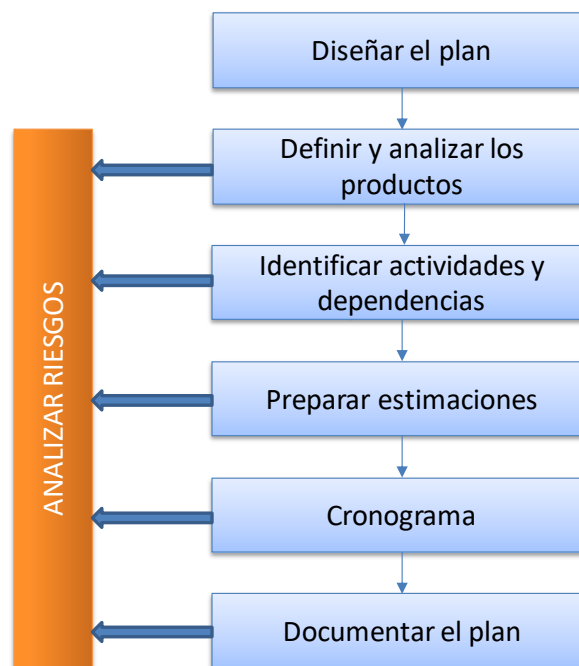 Diseñar el plan
Definir y analizar los
productos
Identificar actividades y
dependencias
Preparar estimaciones
Cronograma
Documentar el plan
ANALIZAR RIESGOS